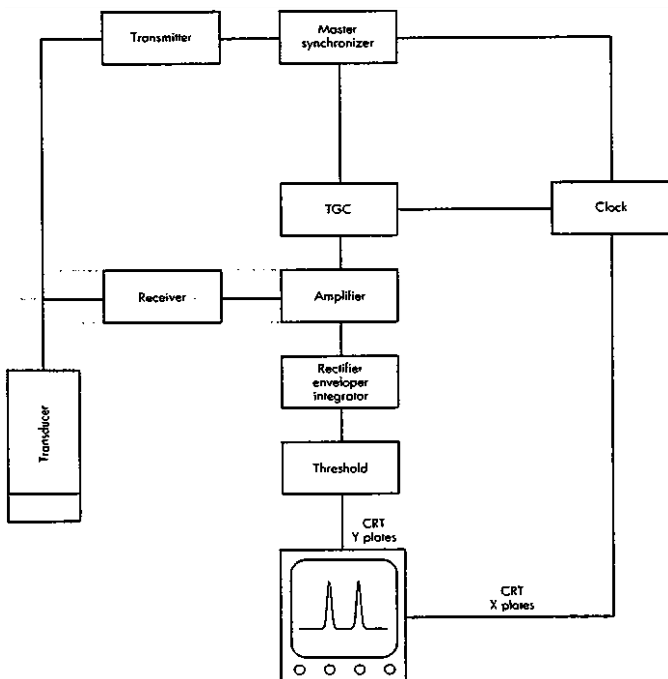 Transmitter
Master
synchronizer
TGC
Clock
Receiver
Amplifier
Rectifier
enveloper
integrator
Transducer
Threshold
CRT
Y plates
CRT
X plates